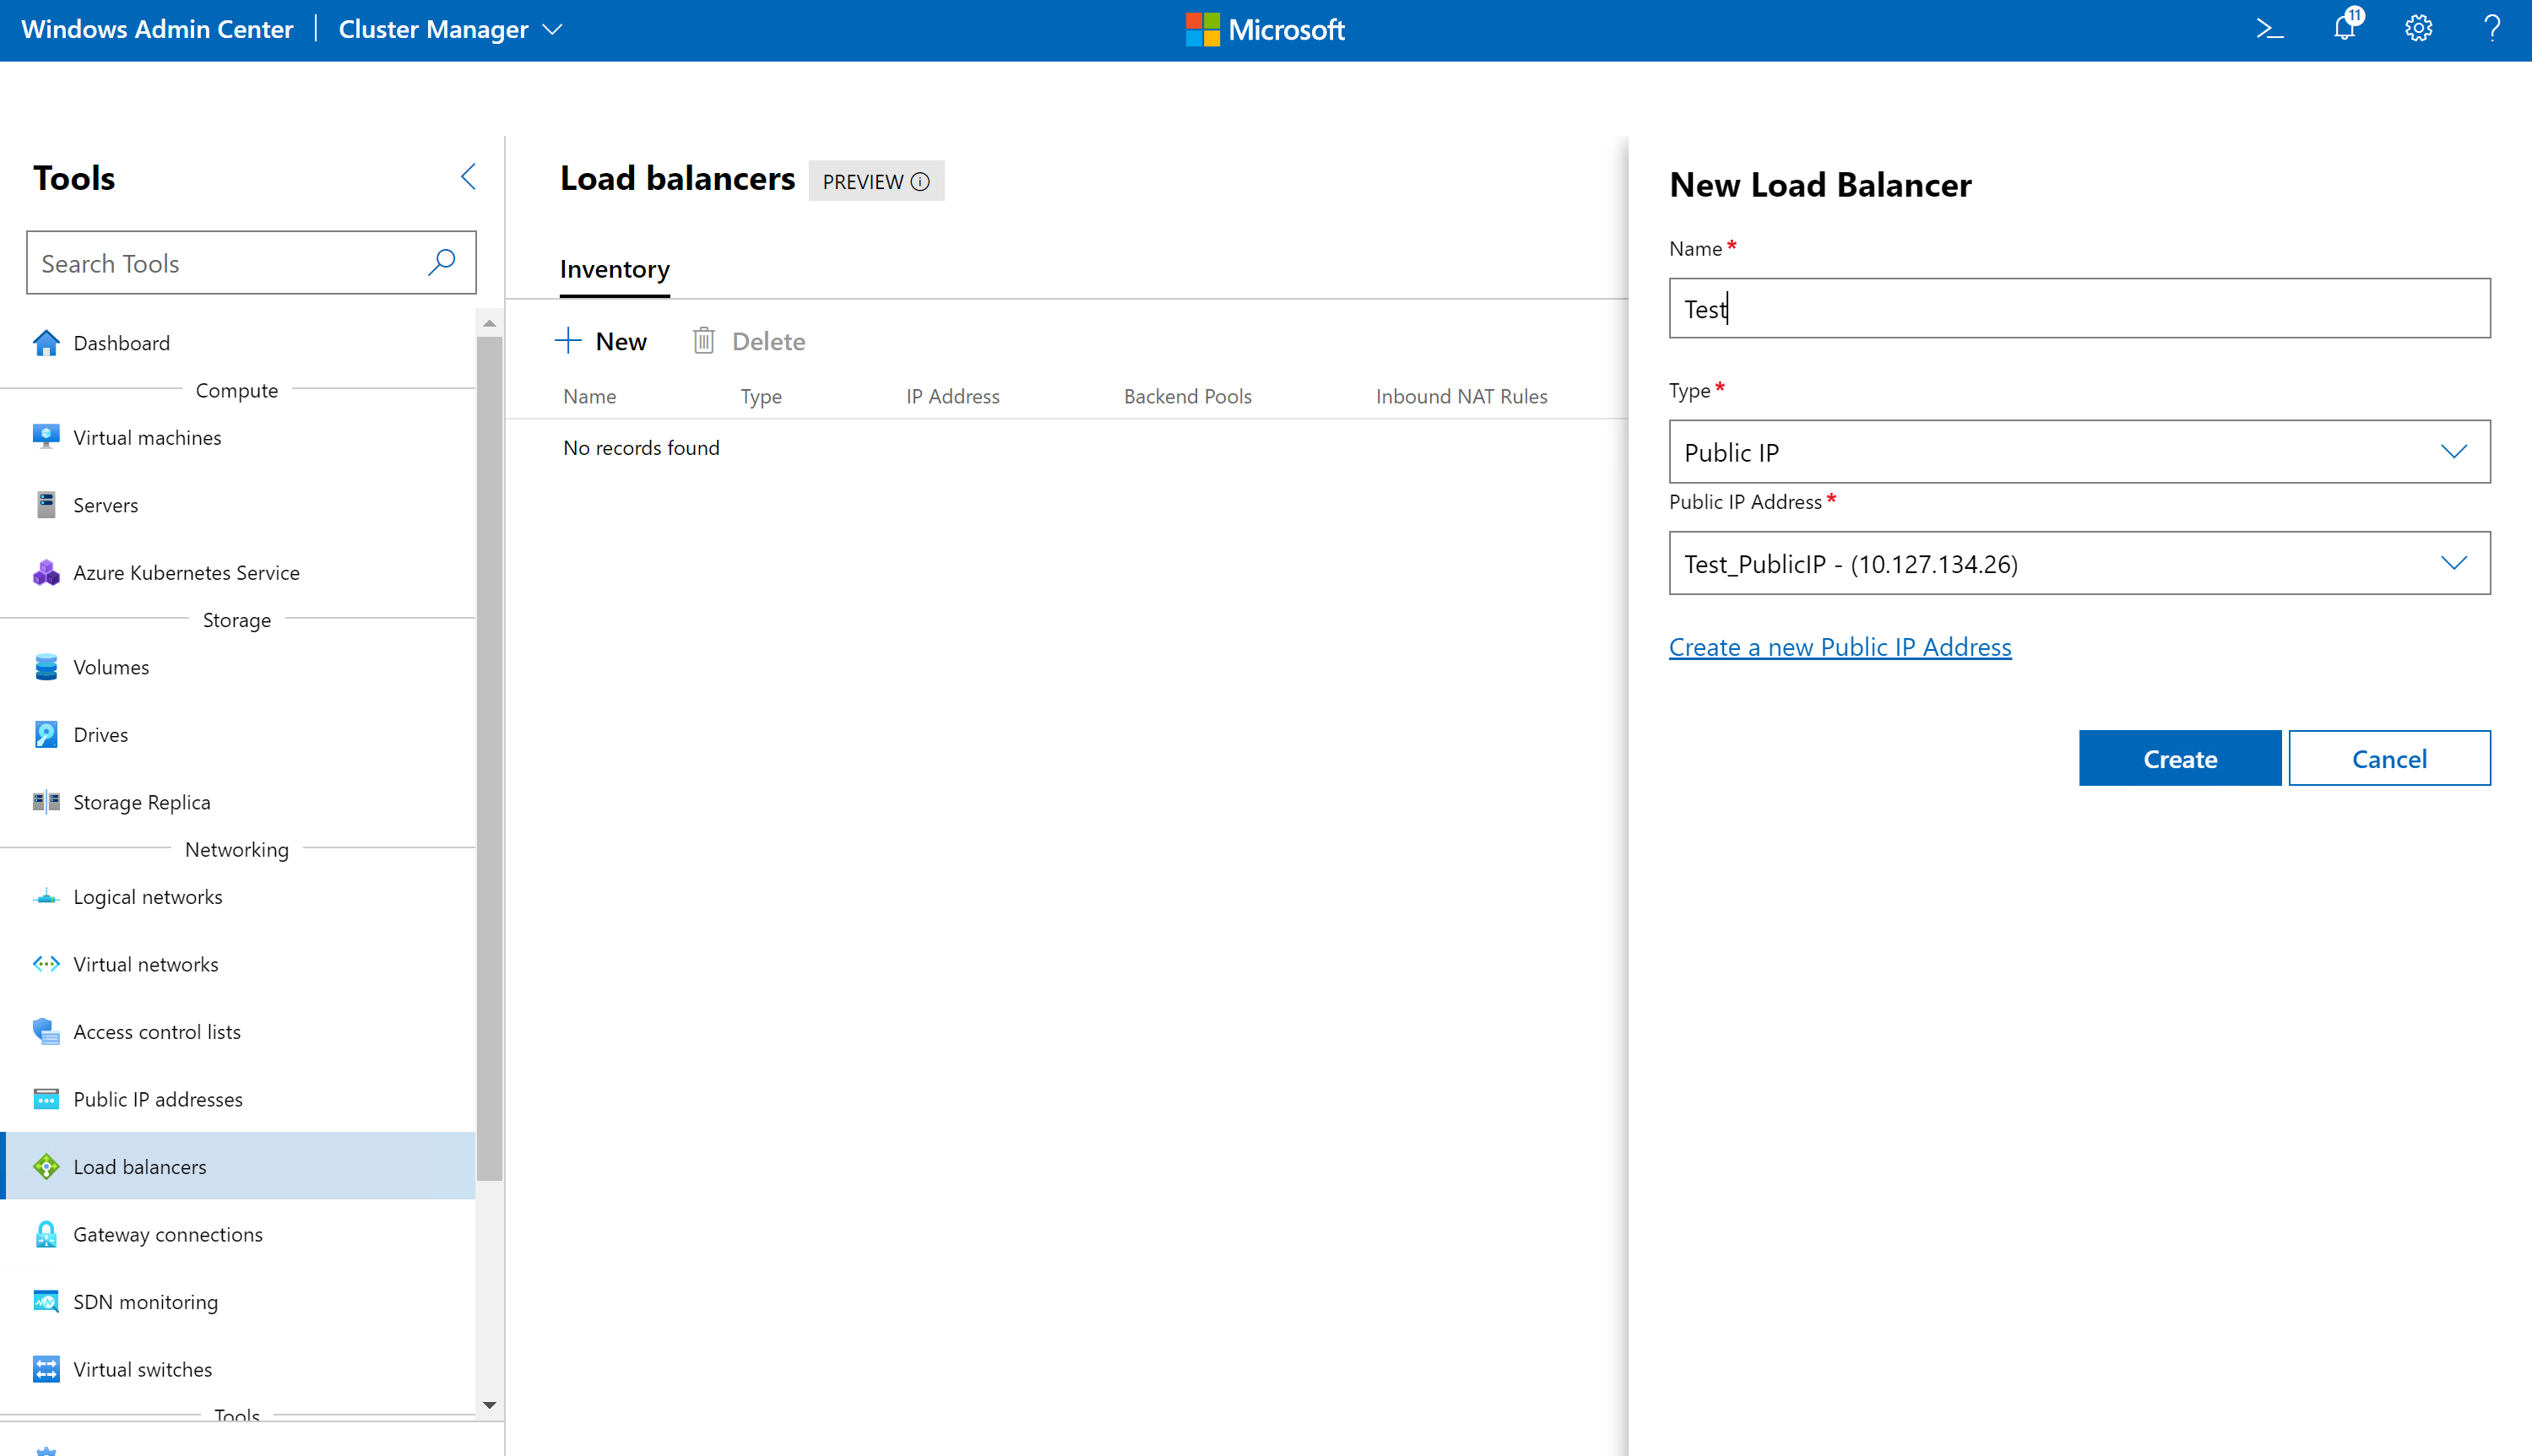 Windows Admin Center
Cluster Manager
Microsoft
11
Tools
Search Tools
Dashboard
Compute
Virtual machines
Servers
Azure Kubernetes Service
Storage
Volumes
Drives
Storage Replica
Networking
Logical networks
Virtual networks
Access control lists
Public IP addresses
Load balancers
Gateway connections
SDN monitoring
Virtual switches
Tools
Load balancers PREVIEW
Inventory
New Delete
Name Type IP Address Backend Pools Inbound NAT Rules
No records found
New Load Balancer
Name *
Test
Type *
Public IP
Public IP Address *
Test_PublicIP - (10.127.134.26)
Create a new Public IP Address
Create Cancel